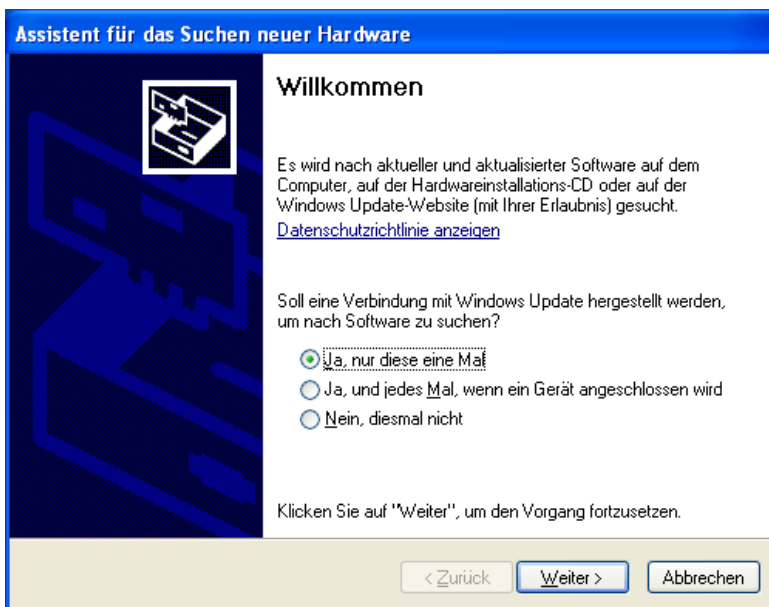 Assistent für das Suchen neuer Hardware
Willkommen
Es wird nach aktueller und aktualisierter Software auf dem
Computer, auf der Hardwareinstallations-CD oder auf der
Windows Update-Website (mit Ihrer Erlaubnis) gesucht.
Datenschutzrichtlinie anzeigen
Soll eine Verbindung mit Windows Update hergestellt werden,
um nach Software zu suchen?
Ja, nur diese eine Mal
Ja, und jedes Mal, wenn ein Gerät angeschlossen wird
Nein, diesmal nicht
Klicken Sie auf "Weiter", um den Vorgang fortzusetzen.
< Zurück Weiter > Abbrechen